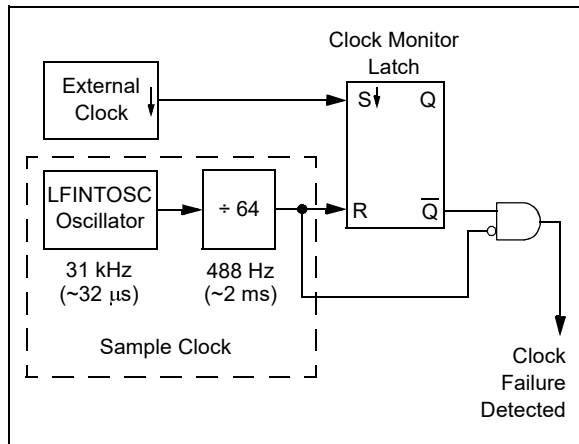 Clock Monitor
Latch
External
Clock
S
Q
LFINTOSC
Oscillator
÷ 64
R
Q̅
31 kHz
(~32 μs)
488 Hz
(~2 ms)
Sample Clock
Clock
Failure
Detected